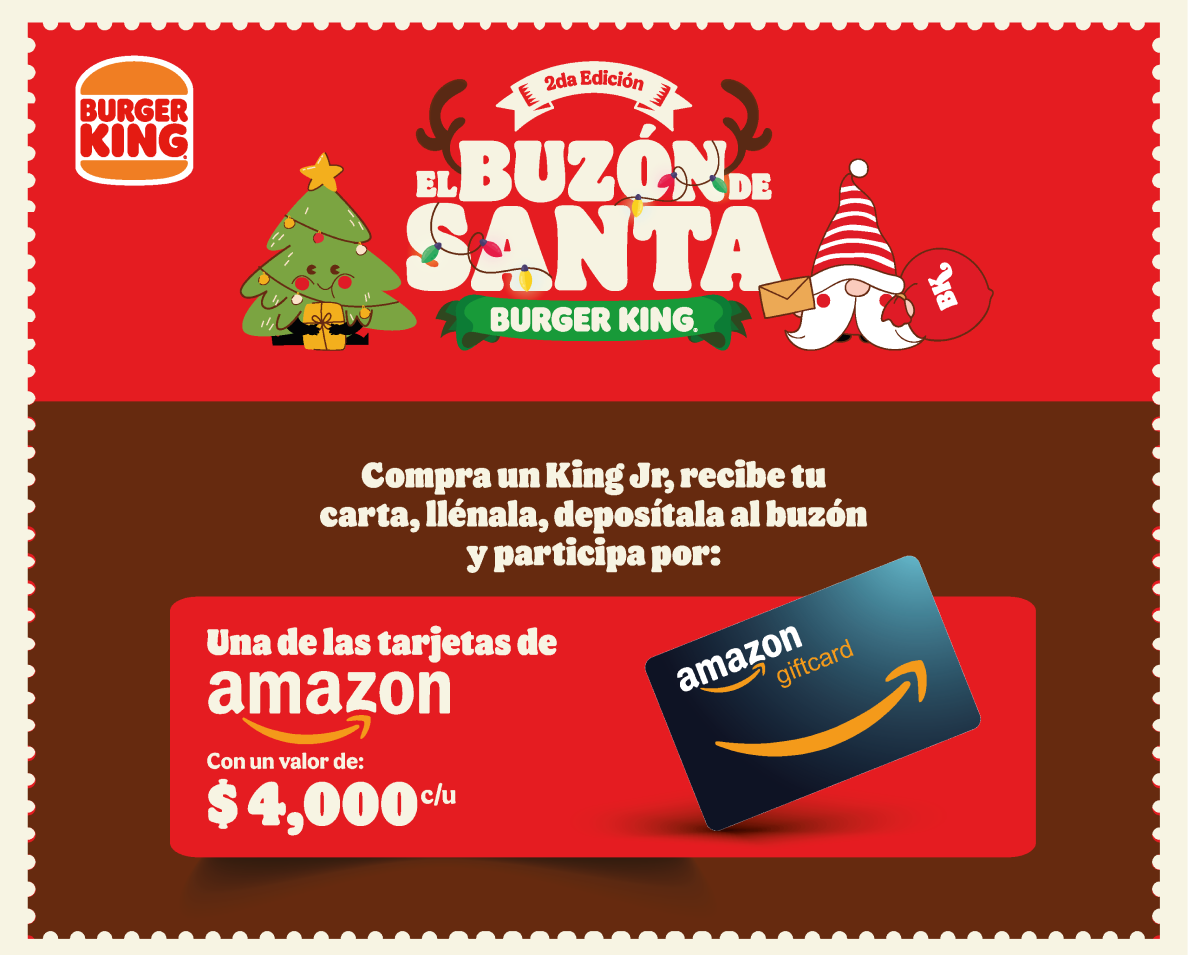 BURGER
KING
2da Edición
EL BUZÓN DE
SANTA
BURGER KING
BK
Compra un King Jr, recibe tu
carta, llénala, deposítala al buzón
y participa por:
Una de las tarjetas de
amazon
Con un valor de:
$4,000 c/u
amazon
giftcard